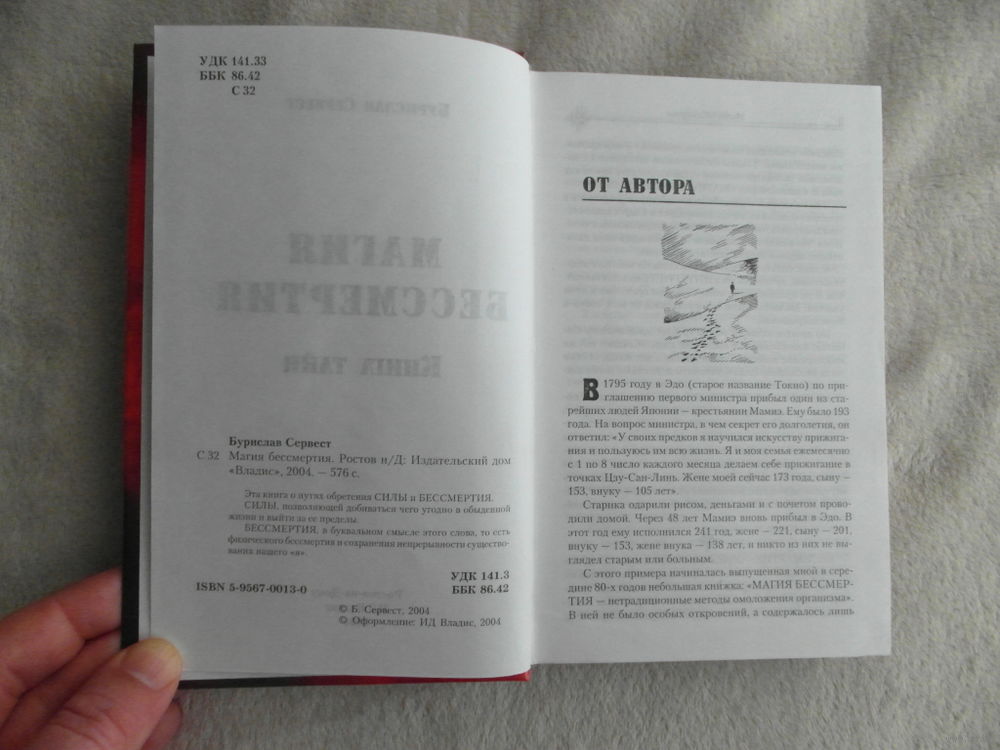 УДК 141.33
ББК 86.42
С 32
Бурислав Сервест
С 32 Магия бессмертия. Ростов н/Д: Издательский дом
«Владис», 2004. — 576 с.
Эта книга о путях обретения СИЛЫ и БЕССМЕРТИЯ.
СИЛЫ, позволяющей добиваться чего угодно в обыденной
жизни и выйти за ее пределы.
БЕССМЕРТИЯ, в буквальном смысле этого слова, то есть
физического бессмертия и сохранения непрерывности существо-
вания нашего «я».
УДК 141.3
ББК 86.42
ISBN 5-9567-0013-0
© Б. Сервест, 2004
© Оформление: ИД Владис, 2004
ОТ АВТОРА
В 1795 году в Эдо (старое название Токио) по при-
глашению первого министра прибыл один из ста-
рейших людей Японии — крестьянин Мамиэ. Ему было 193
года. На вопрос министра, в чем секрет его долголетия, он
ответил: «У своих предков я научился искусству прижига-
ния и пользуюсь им всю жизнь. Я и моя семья ежемесячно
с 1 по 8 число каждого месяца делаем себе прижигание в
точках Цзу-Сан-Линь. Жене моей сейчас 173 года, сыну —
153, внуку — 105 лет».
Старика одарили рисом, деньгами и с почетом прово-
дили домой. Через 48 лет Мамиэ вновь прибыл в Эдо. В
этот год ему исполнился 241 год, жене — 221, сыну — 201,
внуку — 153, жене внука — 138 лет, и никто из них не вы-
глядел старым или больным.
С этого примера начиналась выпущенная мной в сере-
дине 80-х годов небольшая книжка: «МАГИЯ БЕССМЕР-
ТИЯ — нетрадиционные методы омоложения организма».
В ней не было особых откровений, а содержалось лишь